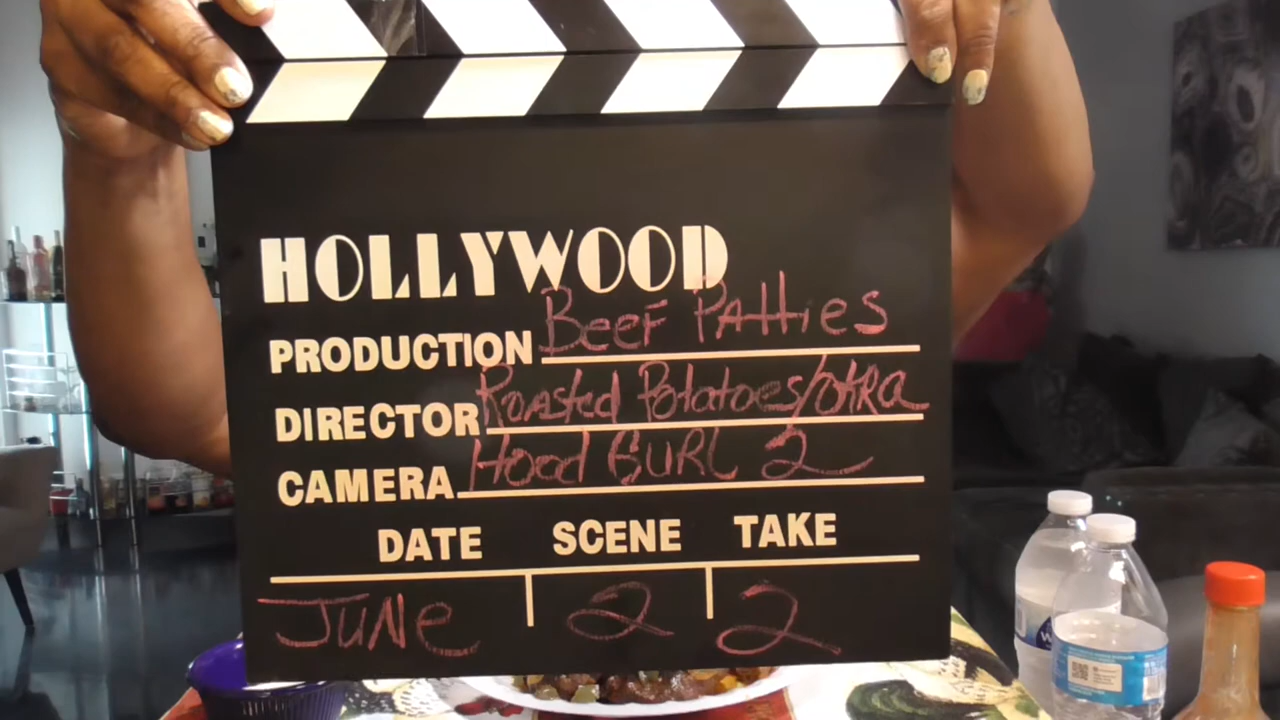 HOLLYWOOD
PRODUCTION Beef Patties
DIRECTOR Roasted Potatoes/OKRa
CAMERA Hood GURL 2
DATE SCENE TAKE
JuNe 2 2